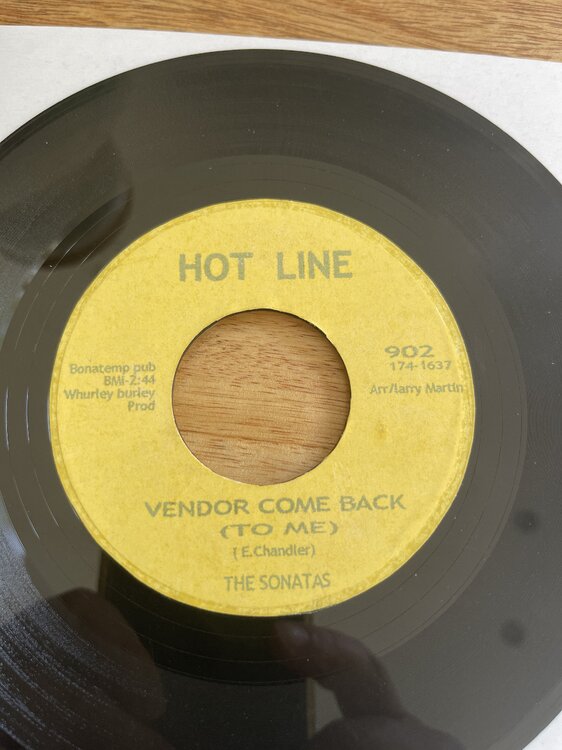 HOT LINE
Bonatemp pub
BMI-2:44
Whurley burley
Prod
902
174-1637
Arr/larry Martin
VENDOR COME BACK
(TO ME)
( E.Chandler)
THE SONATAS